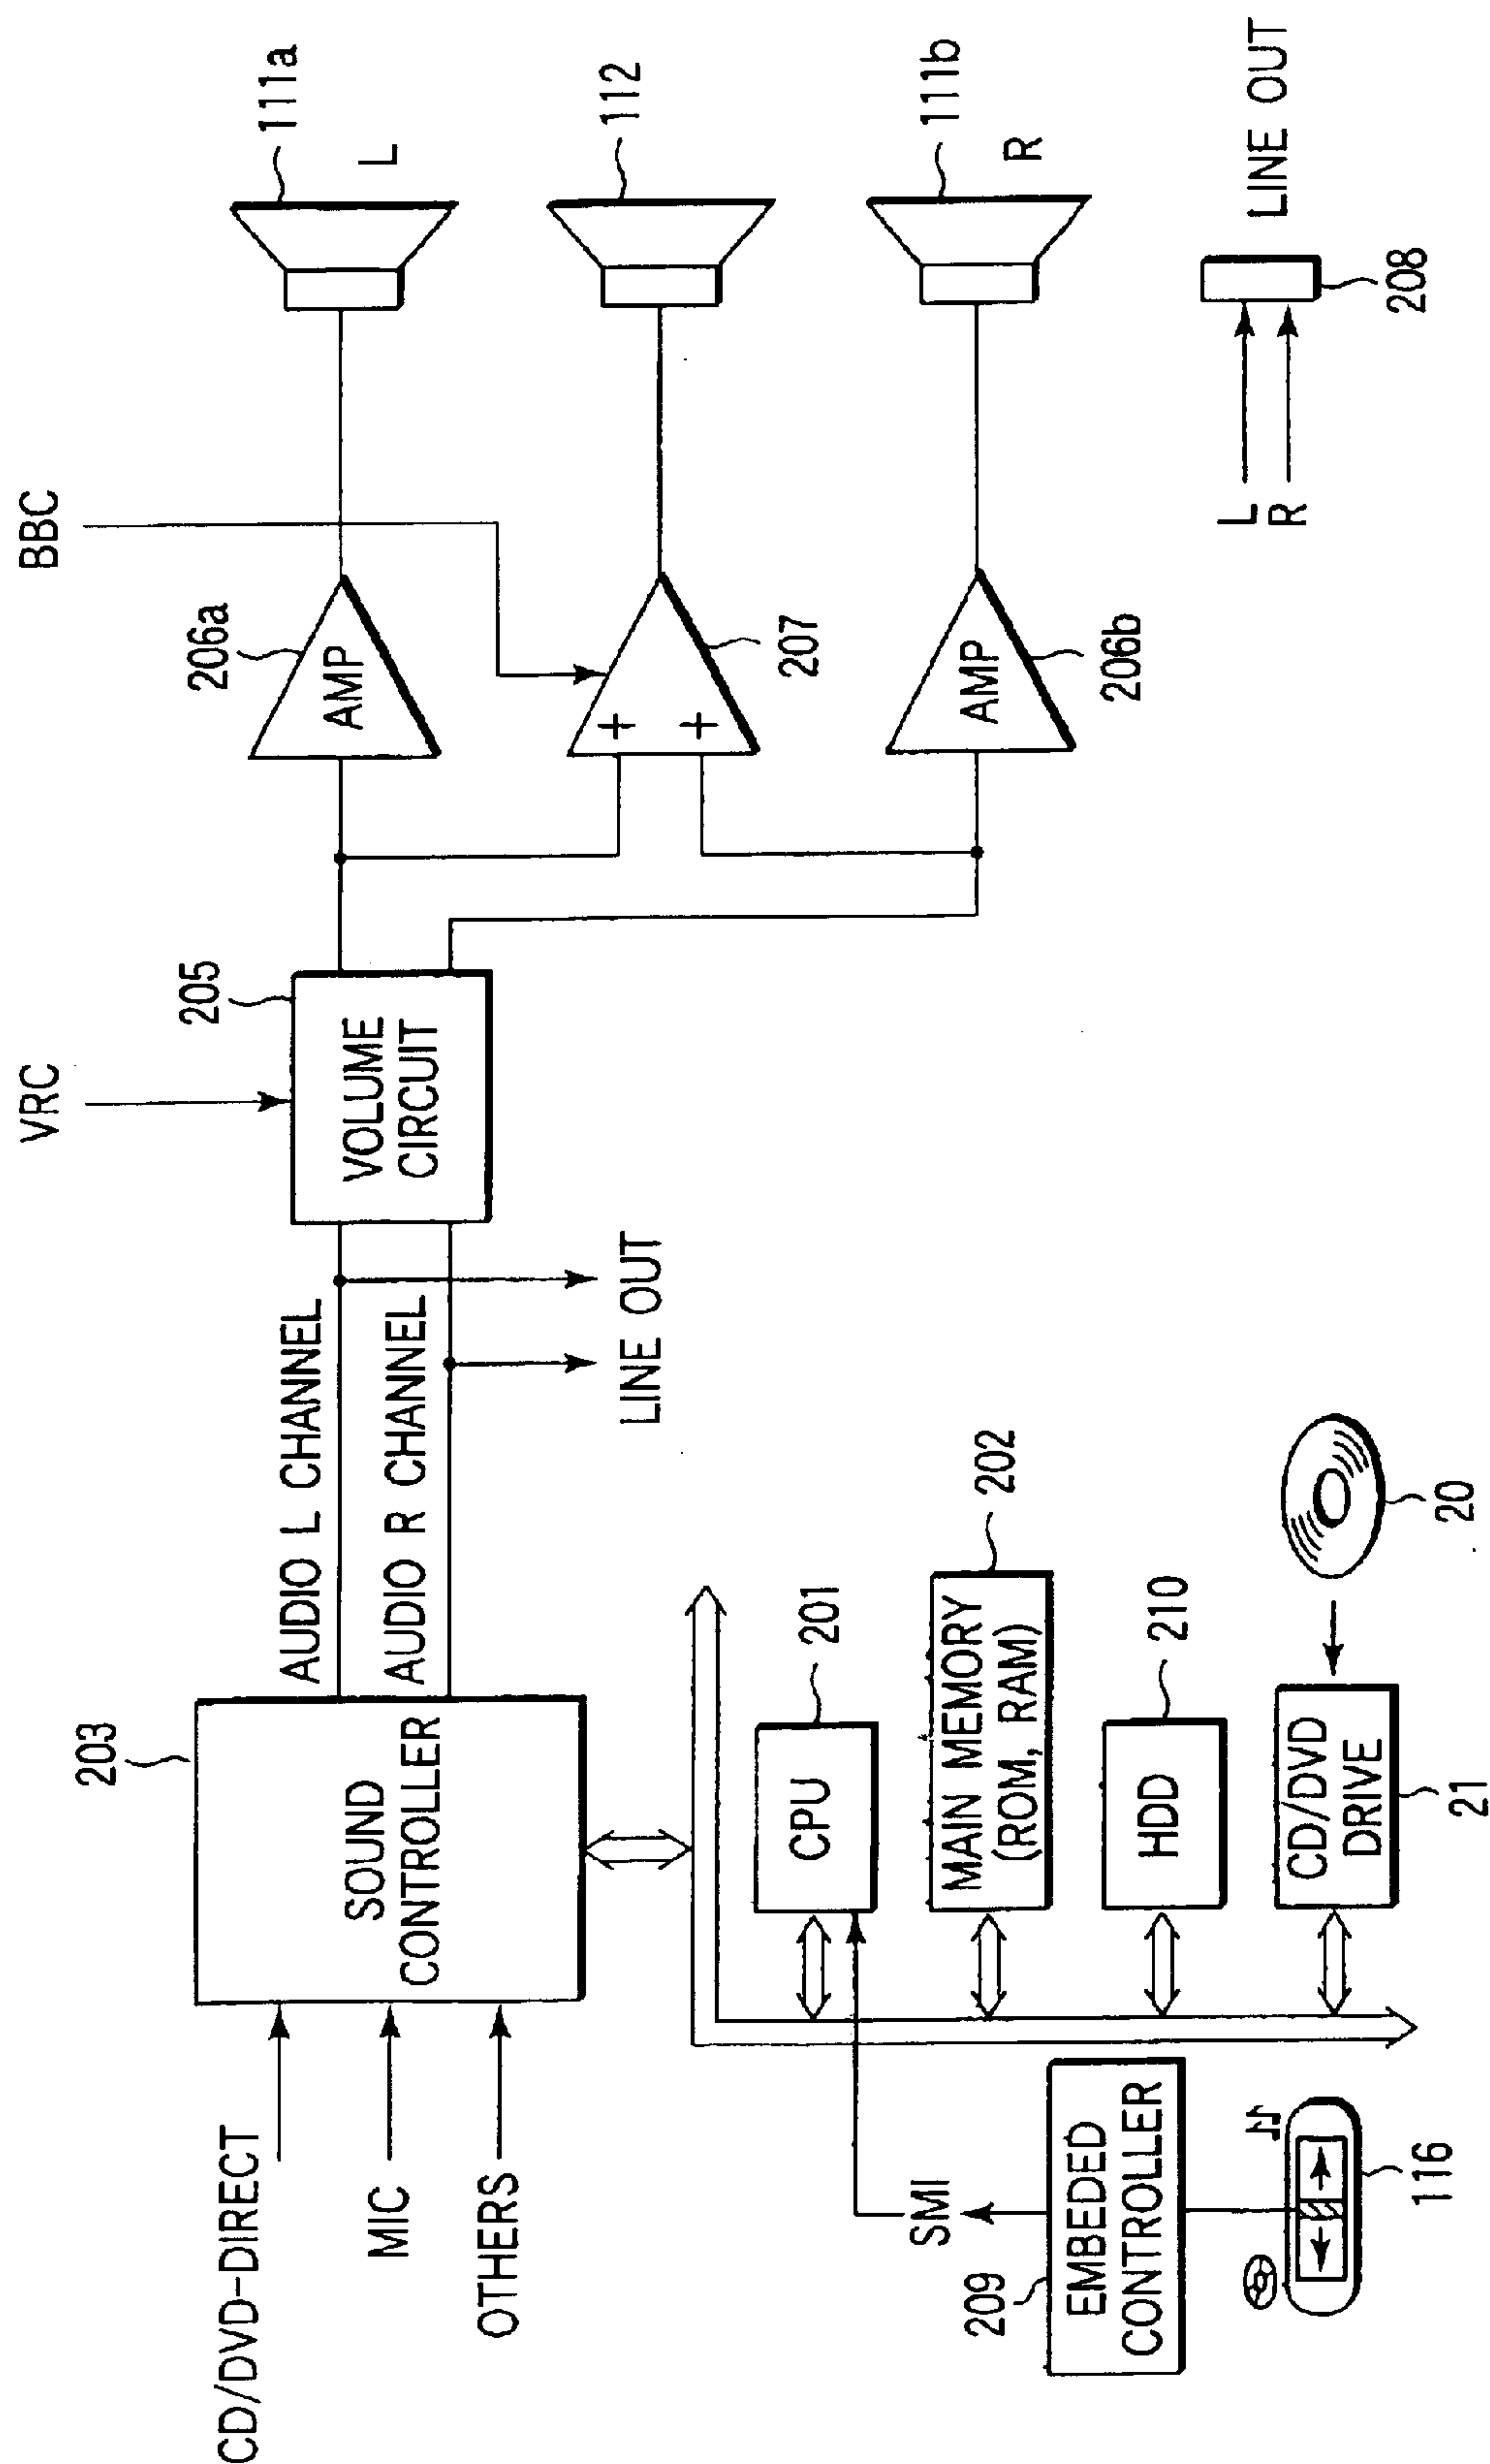 CD/DVD-DIRECT
MIC
OTHERS
203
SOUND
CONTROLLER
AUDIO L CHANNEL
AUDIO R CHANNEL
LINE OUT
VRC
205
VOLUME
CIRCUIT
BBC
206a
AMP
+
+
207
206b
AMP
111a
L
112
111b
R
L
R
LINE OUT
208
201
CPU
202
MAIN MEMORY
(ROM, RAM)
210
HDD
CD/DVD
DRIVE
21
20
SMI
209
EMBEDED
CONTROLLER
116